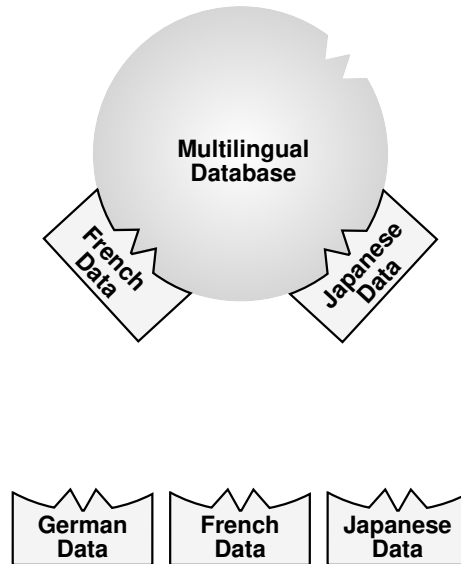 Multilingual
Database
French
Data
Japanese
Data
German
Data
French
Data
Japanese
Data